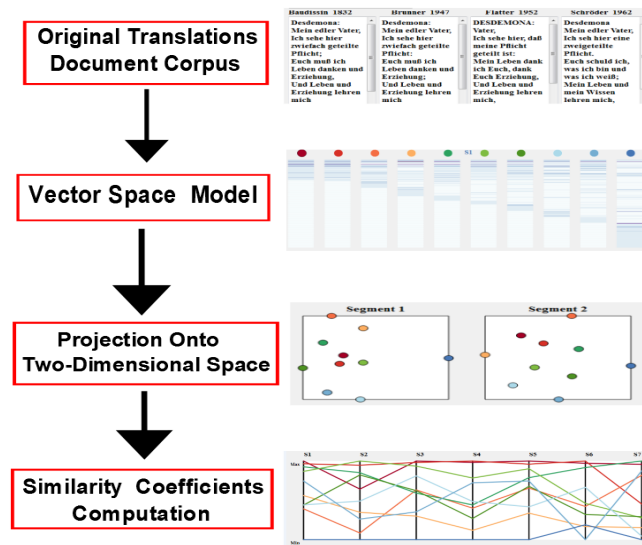 Original Translations
Document Corpus
Baudissin 1832
Desdemona:
Mein edler Vater,
Ich sehe hier
zwiefach geteilte
Pflicht;
Euch muß ich
Leben danken und
Erziehung,
Und Leben und
Erziehung lehren
mich
Brunner 1947
Desdemona:
Mein edler Vater,
Ich sehe hier
zwiefach geteilte
Pflicht:
Euch muß ich
Leben danken und
Erziehung;
Und Leben und
Erziehung lehren
mich
Flatter 1952
DESDEMONA:
Vater,
Ich sehe hier, daß
meine Pflicht
geteilt ist:
Mein Leben dank
ich Euch, dank
Euch Erziehung,
Und Leben und
Erziehung lehren
mich,
Schröder 1962
Desdemona
Mein edler Vater,
Ich seh hier eine
zweigeteilte
Pflicht.
Euch schuld ich,
was ich bin und
was ich weiß;
Mein Leben und
mein Wissen
lehren mich,
Vector Space Model
S1
Projection Onto
Two-Dimensional Space
Segment 1
Segment 2
Similarity Coefficients
Computation
S1 S2 S3 S4 S5 S6 S7